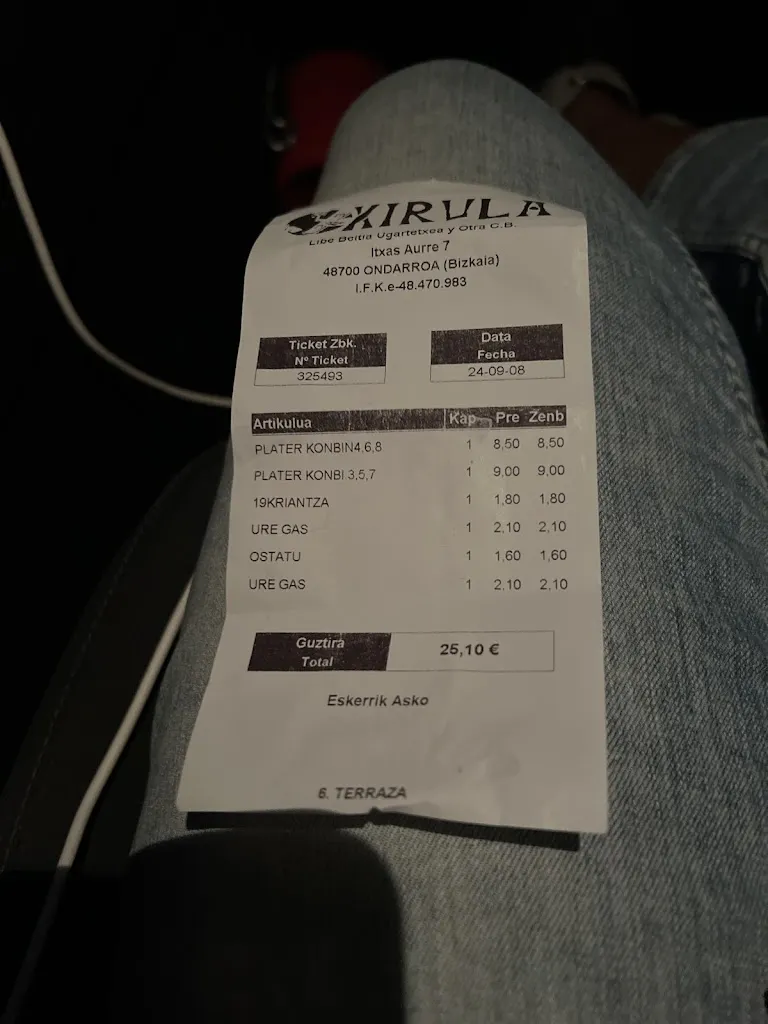 XIRULA
Libe Beitia Ugartetxea y Otra C.B.
Itxas Aurre 7
48700 ONDARROA (Bizkaia)
I.F.K.e-48.470.983
Ticket Zbk. Data
Nº Ticket Fecha
325493 24-09-08
Artikulua Kap Pre Zenb
PLATER KONBIN4,6,8 1 8,50 8,50
PLATER KONBI 3,5,7 1 9,00 9,00
19KRIANTZA 1 1,80 1,80
URE GAS 1 2,10 2,10
OSTATU 1 1,60 1,60
URE GAS 1 2,10 2,10
Guztira
Total 25,10 €
Eskerrik Asko
6. TERRAZA